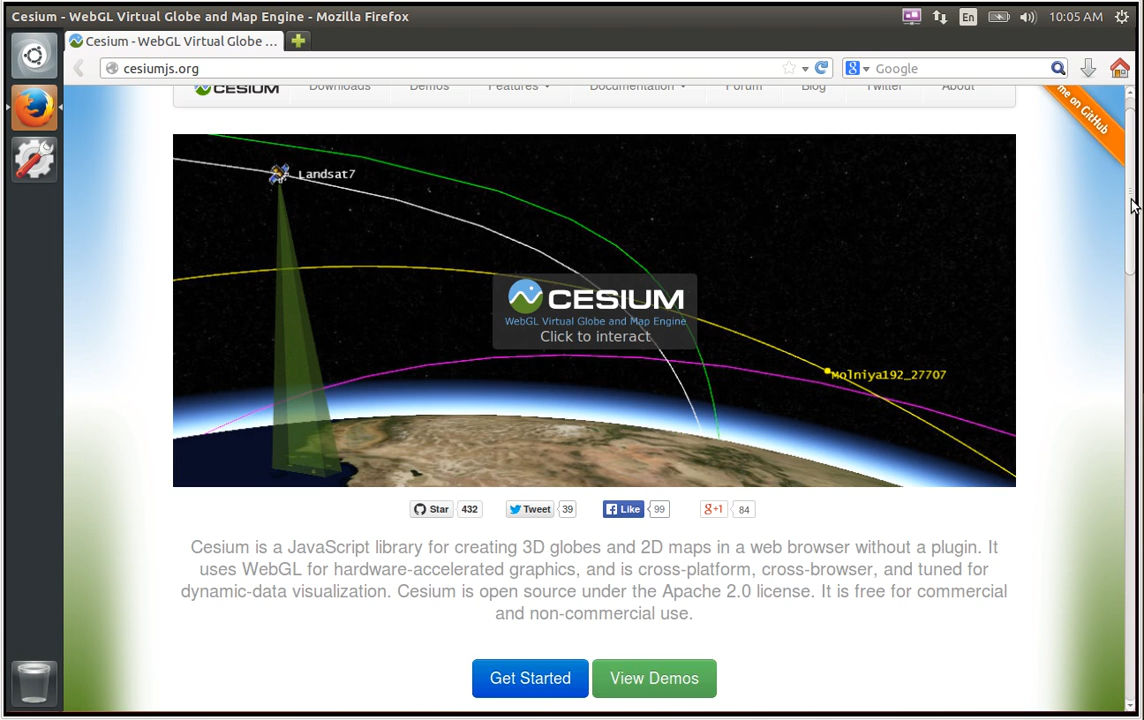 Cesium - WebGL Virtual Globe and Map Engine - Mozilla Firefox
En
10:05 AM
Cesium - WebGL Virtual Globe ...
cesiumjs.org
Google
CESIUM Downloads Demos Features Documentation Forum Blog Twitter About
me on GitHub
Landsat7
CESIUM
WebGL Virtual Globe and Map Engine
Click to interact
Molniya192_27707
Star 432 Tweet 39 Like 99 g+1 84
Cesium is a JavaScript library for creating 3D globes and 2D maps in a web browser without a plugin. It
uses WebGL for hardware-accelerated graphics, and is cross-platform, cross-browser, and tuned for
dynamic-data visualization. Cesium is open source under the Apache 2.0 license. It is free for commercial
and non-commercial use.
Get Started View Demos